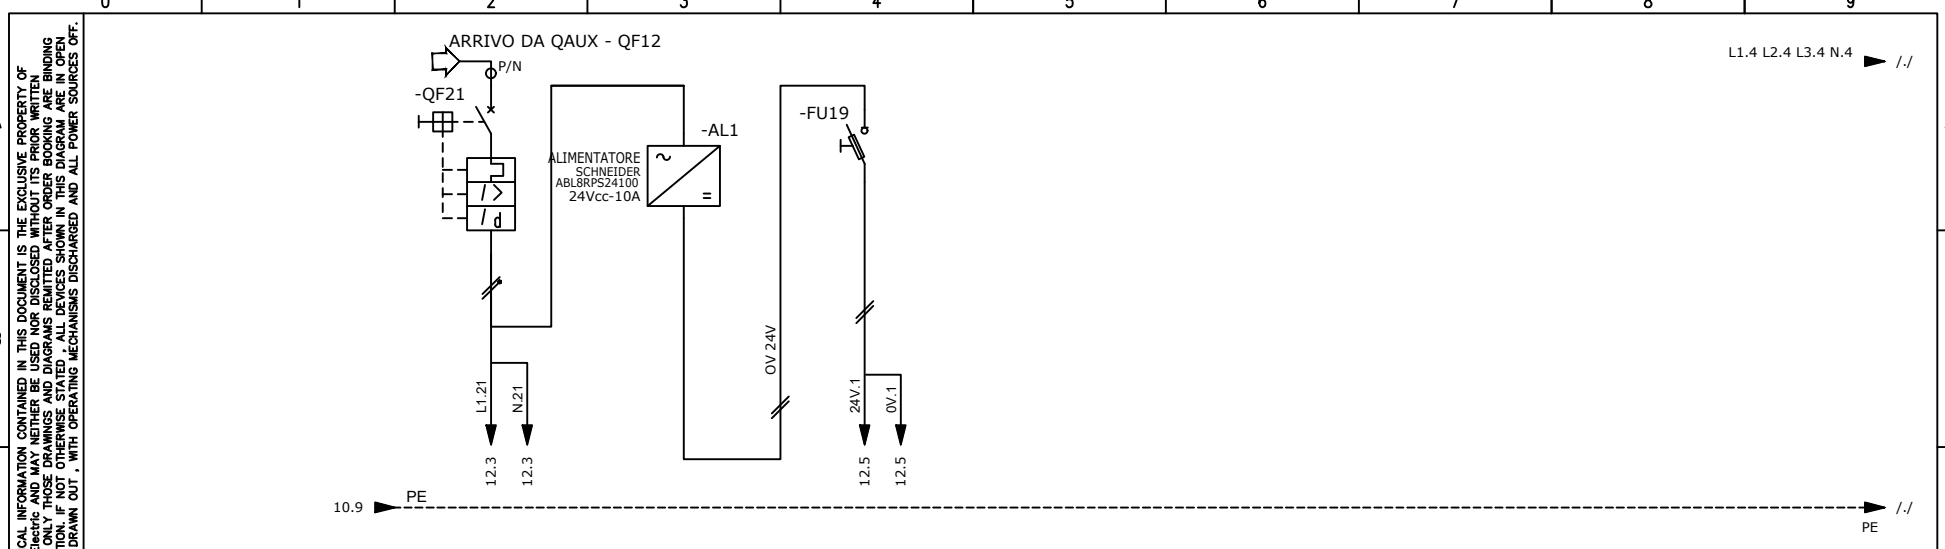 0 1 2 3 4 5 6 7 8 9
CAL INFORMATION CONTAINED IN THIS DOCUMENT IS THE EXCLUSIVE PROPERTY OF
Electric AND MAY NEITHER BE USED NOR DISCLOSED WITHOUT ITS PRIOR WRITTEN
ONLY THOSE DRAWINGS AND DIAGRAMS REMITTED AFTER ORDER BOOKING ARE BINDING
TION. IF NOT OTHERWISE STATED , ALL DEVICES SHOWN IN THIS DIAGRAM ARE IN OPEN
DRAWN OUT , WITH OPERATING MECHANISMS DISCHARGED AND ALL POWER SOURCES OFF.
ARRIVO DA QAUX - QF12
P/N
-QF21
d
L1.21
N.21
12.3
12.3
-AL1
ALIMENTATORE
SCHNEIDER
ABL8RPS24100
24Vcc-10A
0V 24V
-FU19
24V.1
0V.1
12.5
12.5
L1.4 L2.4 L3.4 N.4
/./
10.9
PE
/./
PE